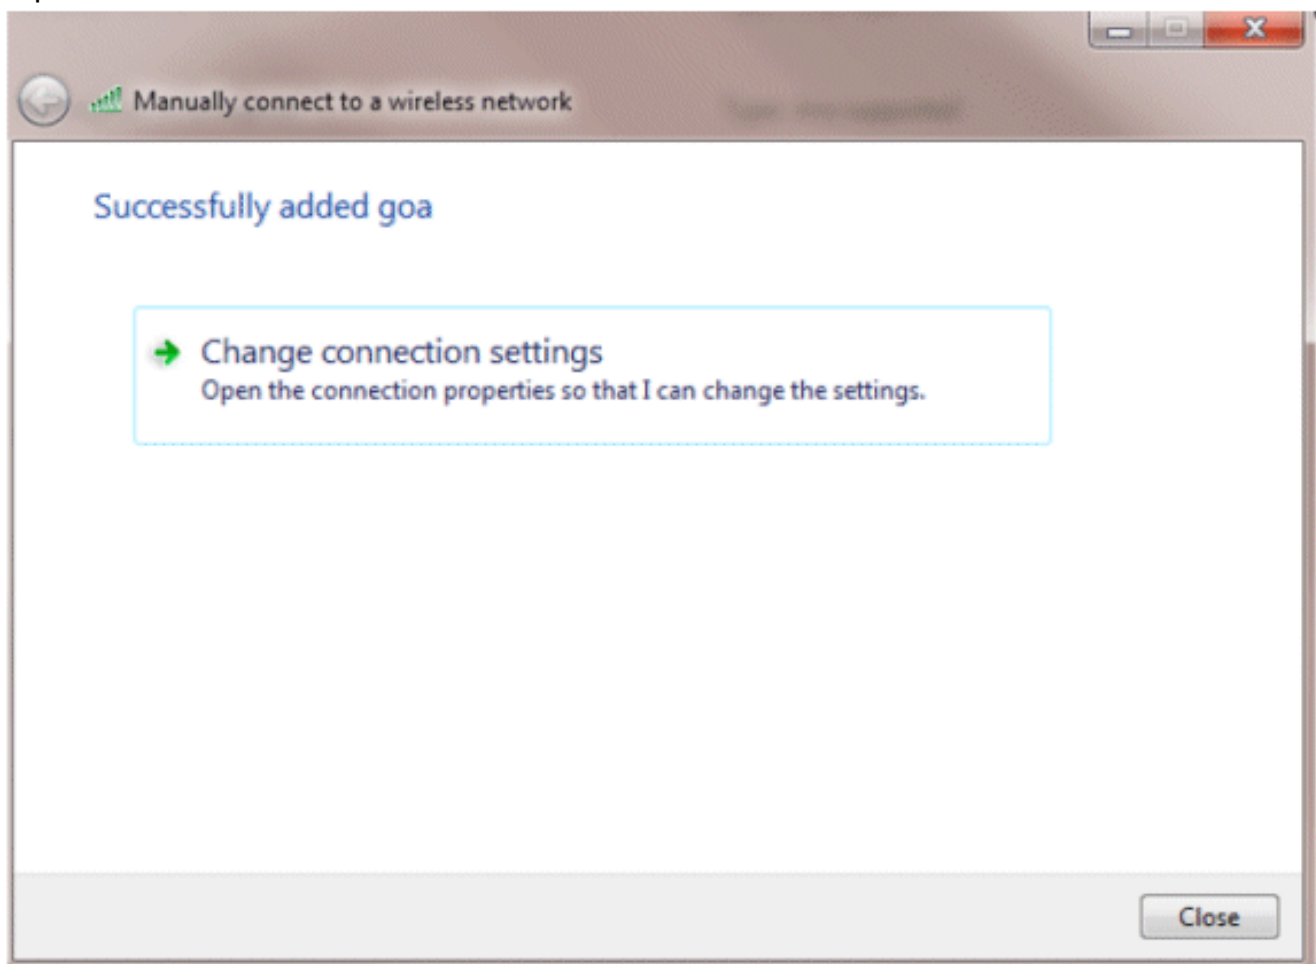 Manually connect to a wireless network
Successfully added goa
Change connection settings
Open the connection properties so that I can change the settings.
Close